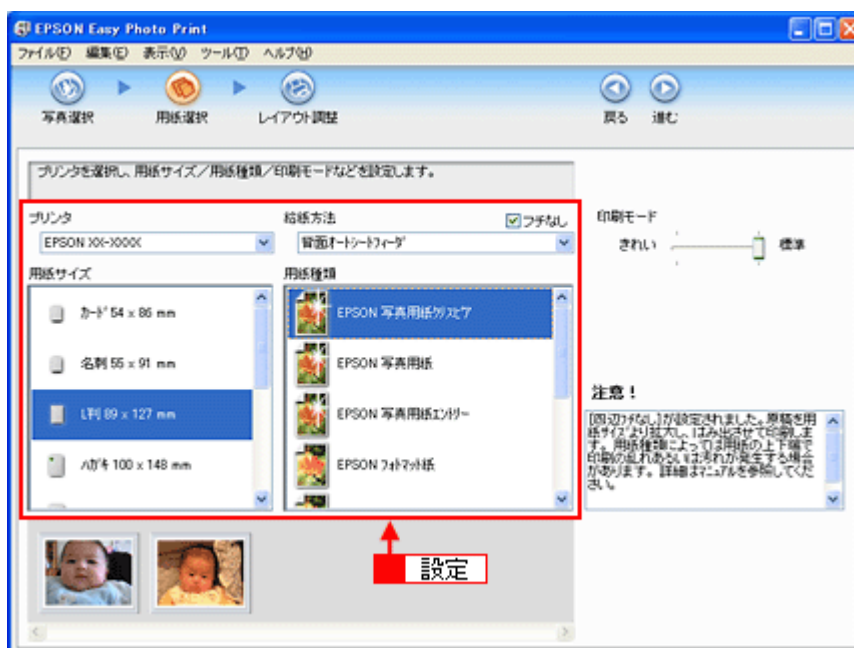 EPSON Easy Photo Print
ファイル(F) 編集(E) 表示(V) ツール(T) ヘルプ(H)
写真選択 用紙選択 レイアウト調整 戻る 進む
プリンタを選択し、用紙サイズ/用紙種類/印刷モードなどを設定します。
プリンタ 給紙方法 フチなし
EPSON XX-XXXX 背面オートシートフィーダ
印刷モード
きれい 標準
用紙サイズ 用紙種類
カード 54 x 86 mm
名刺 55 x 91 mm
L判 89 x 127 mm
ハガキ 100 x 148 mm
EPSON 写真用紙クリスピア
EPSON 写真用紙
EPSON 写真用紙エントリー
EPSON フォトマット紙
注意!
[四辺フチなし]が設定されました。原稿を用
紙サイズより拡大し、はみ出させて印刷しま
す。用紙種類によっては用紙の上下端で
印刷の乱れあるいは汚れが発生する場合
があります。詳細はマニュアルを参照してくだ
さい。
設定